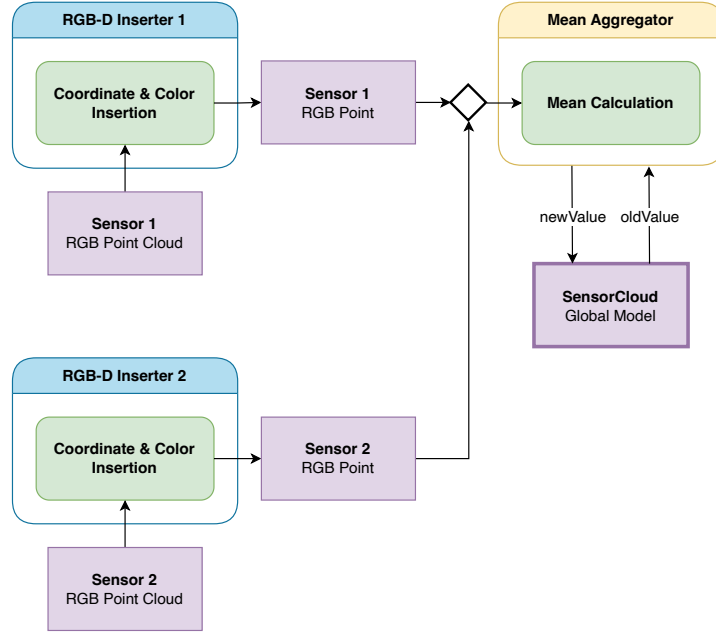 RGB-D Inserter 1
Coordinate & Color
Insertion
Sensor 1
RGB Point
Sensor 1
RGB Point Cloud
Mean Aggregator
Mean Calculation
newValue
oldValue
SensorCloud
Global Model
RGB-D Inserter 2
Coordinate & Color
Insertion
Sensor 2
RGB Point
Sensor 2
RGB Point Cloud